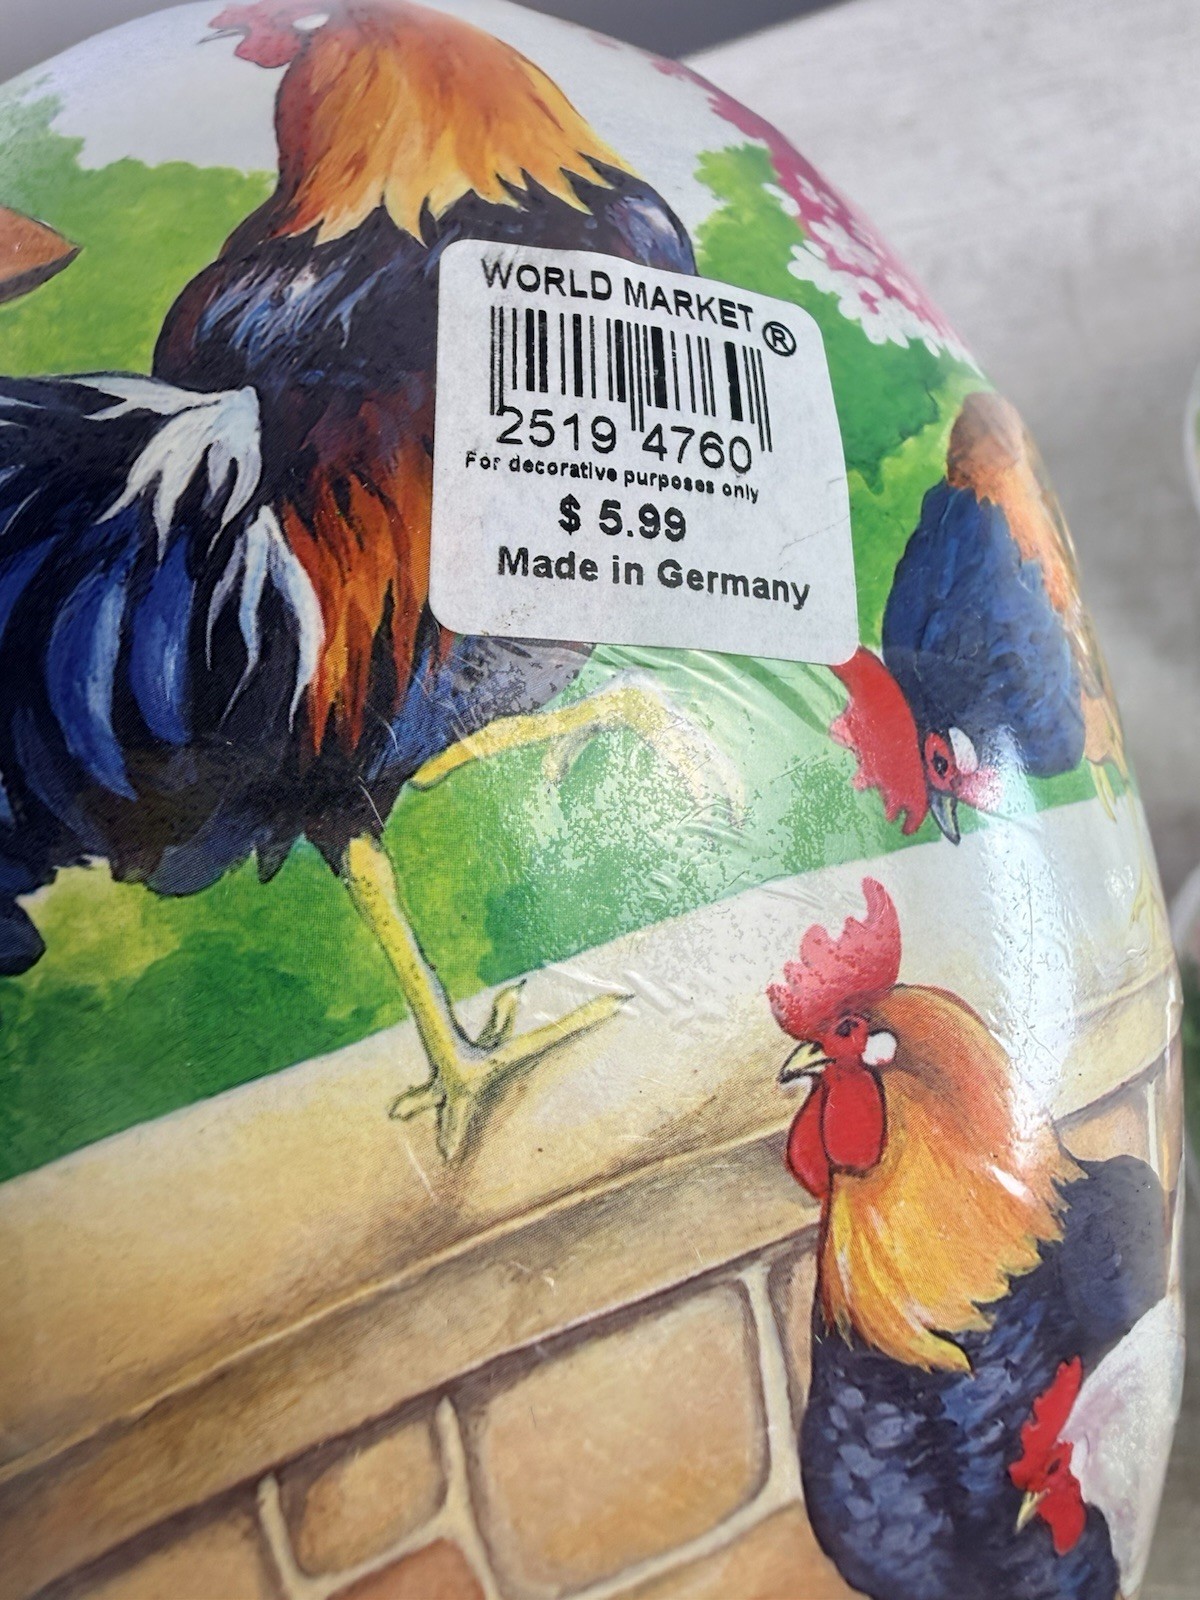 WORLD MARKET ®
2519 4760
For decorative purposes only
$ 5.99
Made in Germany